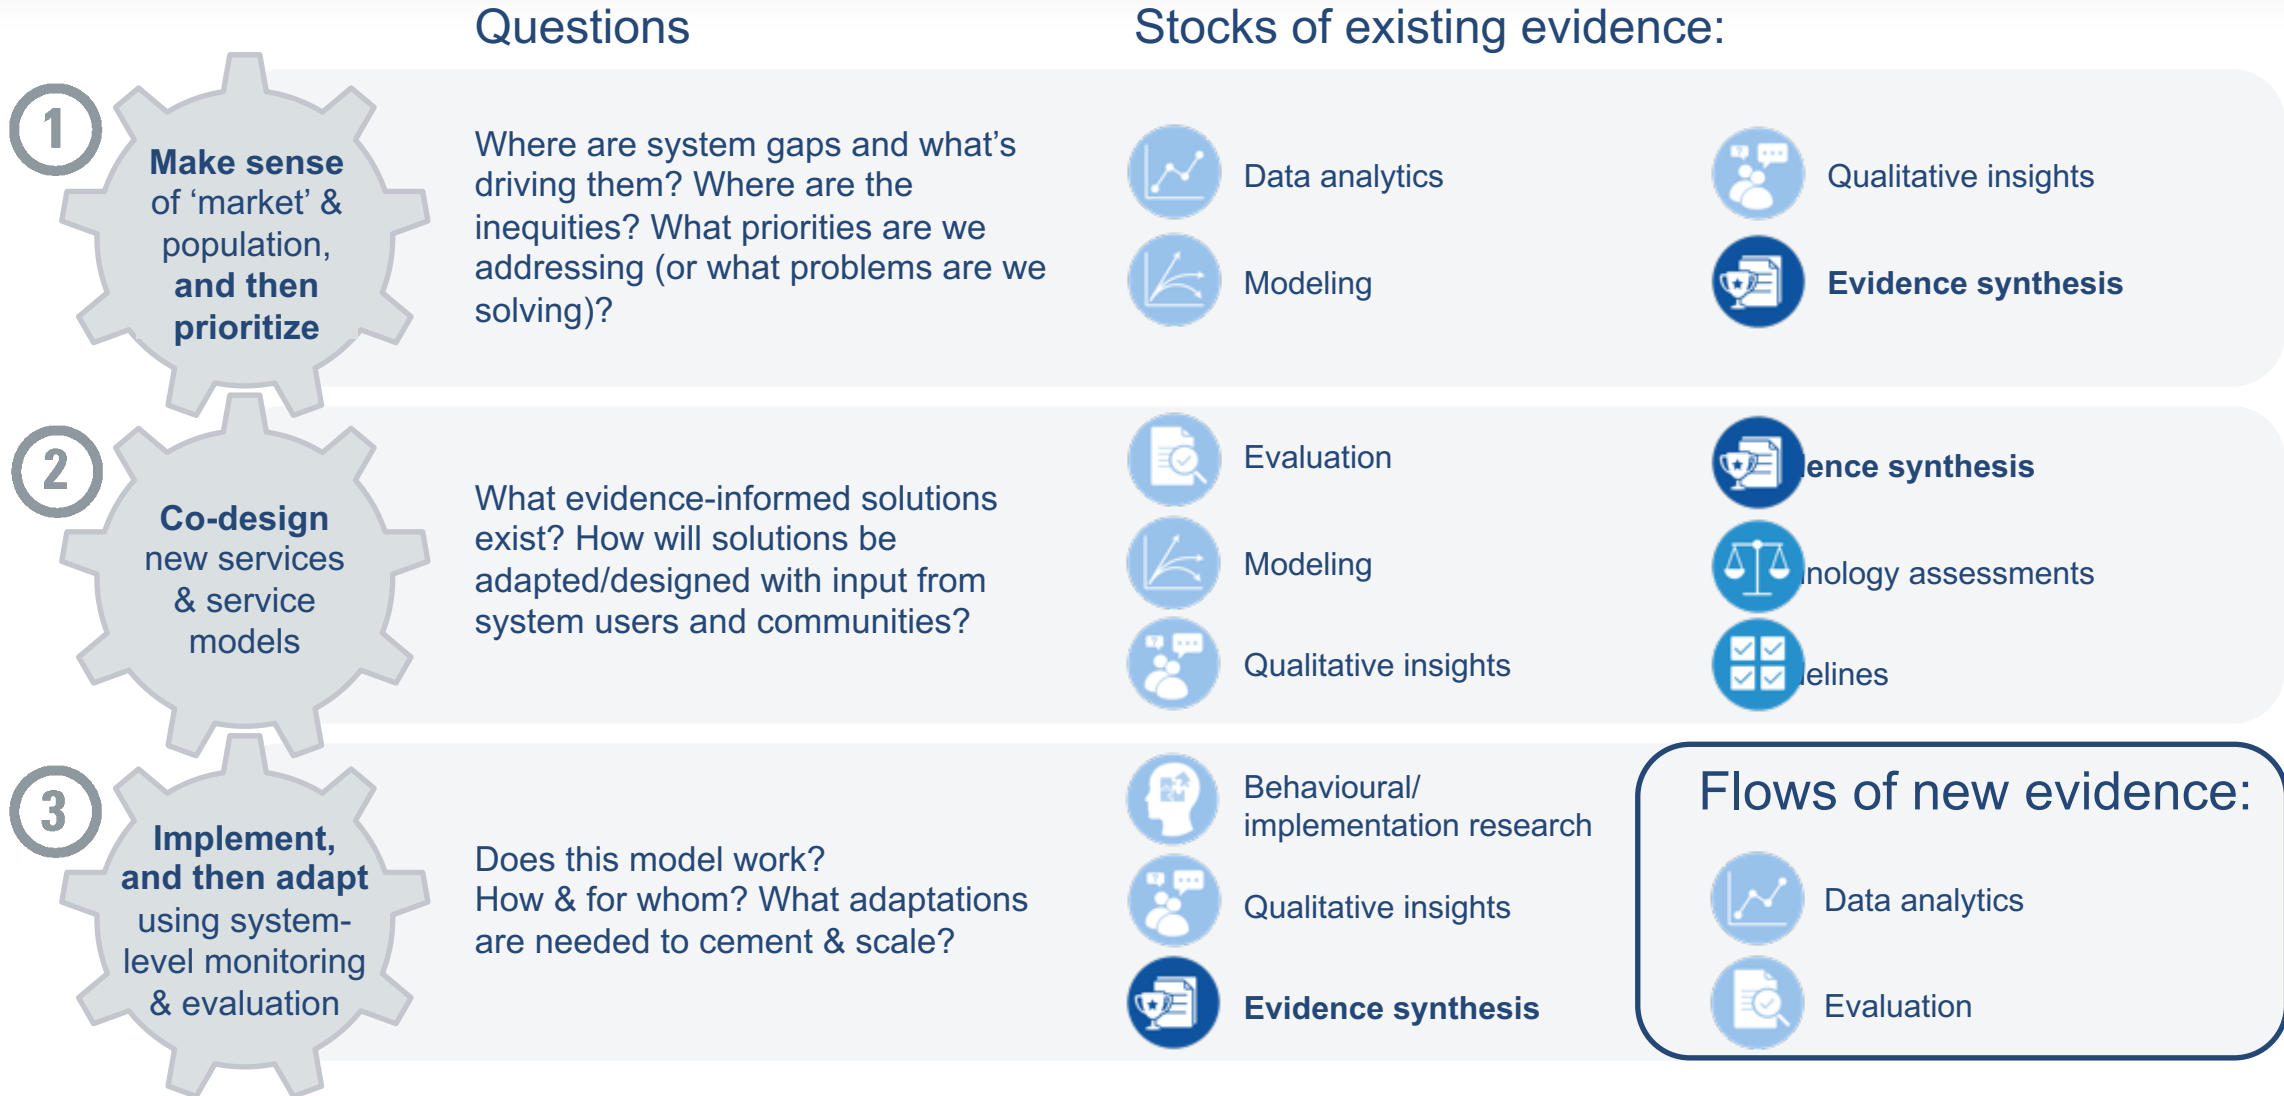 Questions
Stocks of existing evidence:
1
Make sense
of ‘market’ &
population,
and then
prioritize
Where are system gaps and what’s
driving them? Where are the
inequities? What priorities are we
addressing (or what problems are we
solving)?
Data analytics
Modeling
Qualitative insights
Evidence synthesis
2
Co-design
new services
& service
models
What evidence-informed solutions
exist? How will solutions be
adapted/designed with input from
system users and communities?
Evaluation
Modeling
Qualitative insights
synthesis
assessments
3
Implement,
and then adapt
using system-
level monitoring
& evaluation
Does this model work?
How & for whom? What adaptations
are needed to cement & scale?
Behavioural/
implementation research
Qualitative insights
Evidence synthesis
Flows of new evidence:
Data analytics
Evaluation